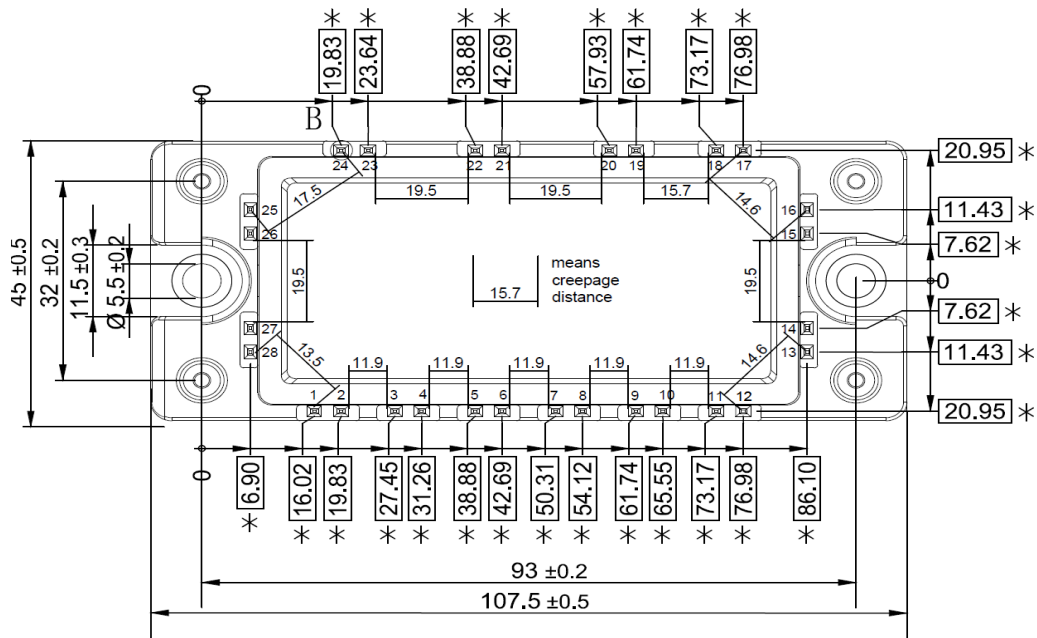 * * * * * * * *
19.83 23.64 38.88 42.69 57.93 61.74 73.17 76.98
0
B
24 23 22 21 20 19 18 17
20.95 *
17.5 19.5 19.5 15.7 14.6
25 16 11.43 *
26 15 7.62 *
45 ±0.5
32 ±0.2
11.5 ±0.3
Ø 5.5 ±0.2
19.5 19.5
means
creepage
distance
15.7
0
27 14 7.62 *
28 13 11.43 *
13.5 11.9 11.9 11.9 11.9 11.9 14.6
1 2 3 4 5 6 7 8 9 10 11 12
20.95 *
0
6.90 16.02 19.83 27.45 31.26 38.88 42.69 50.31 54.12 61.74 65.55 73.17 76.98 86.10
* * * * * * * * * * * * * *
93 ±0.2
107.5 ±0.5